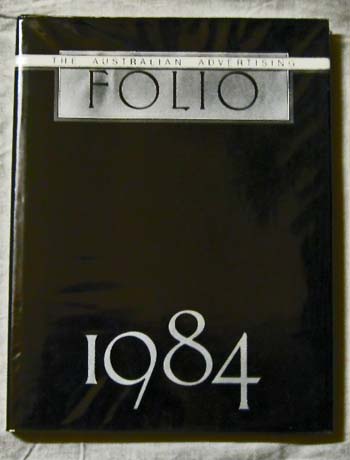 THE AUSTRALIAN ADVERTISING
FOLIO
1984